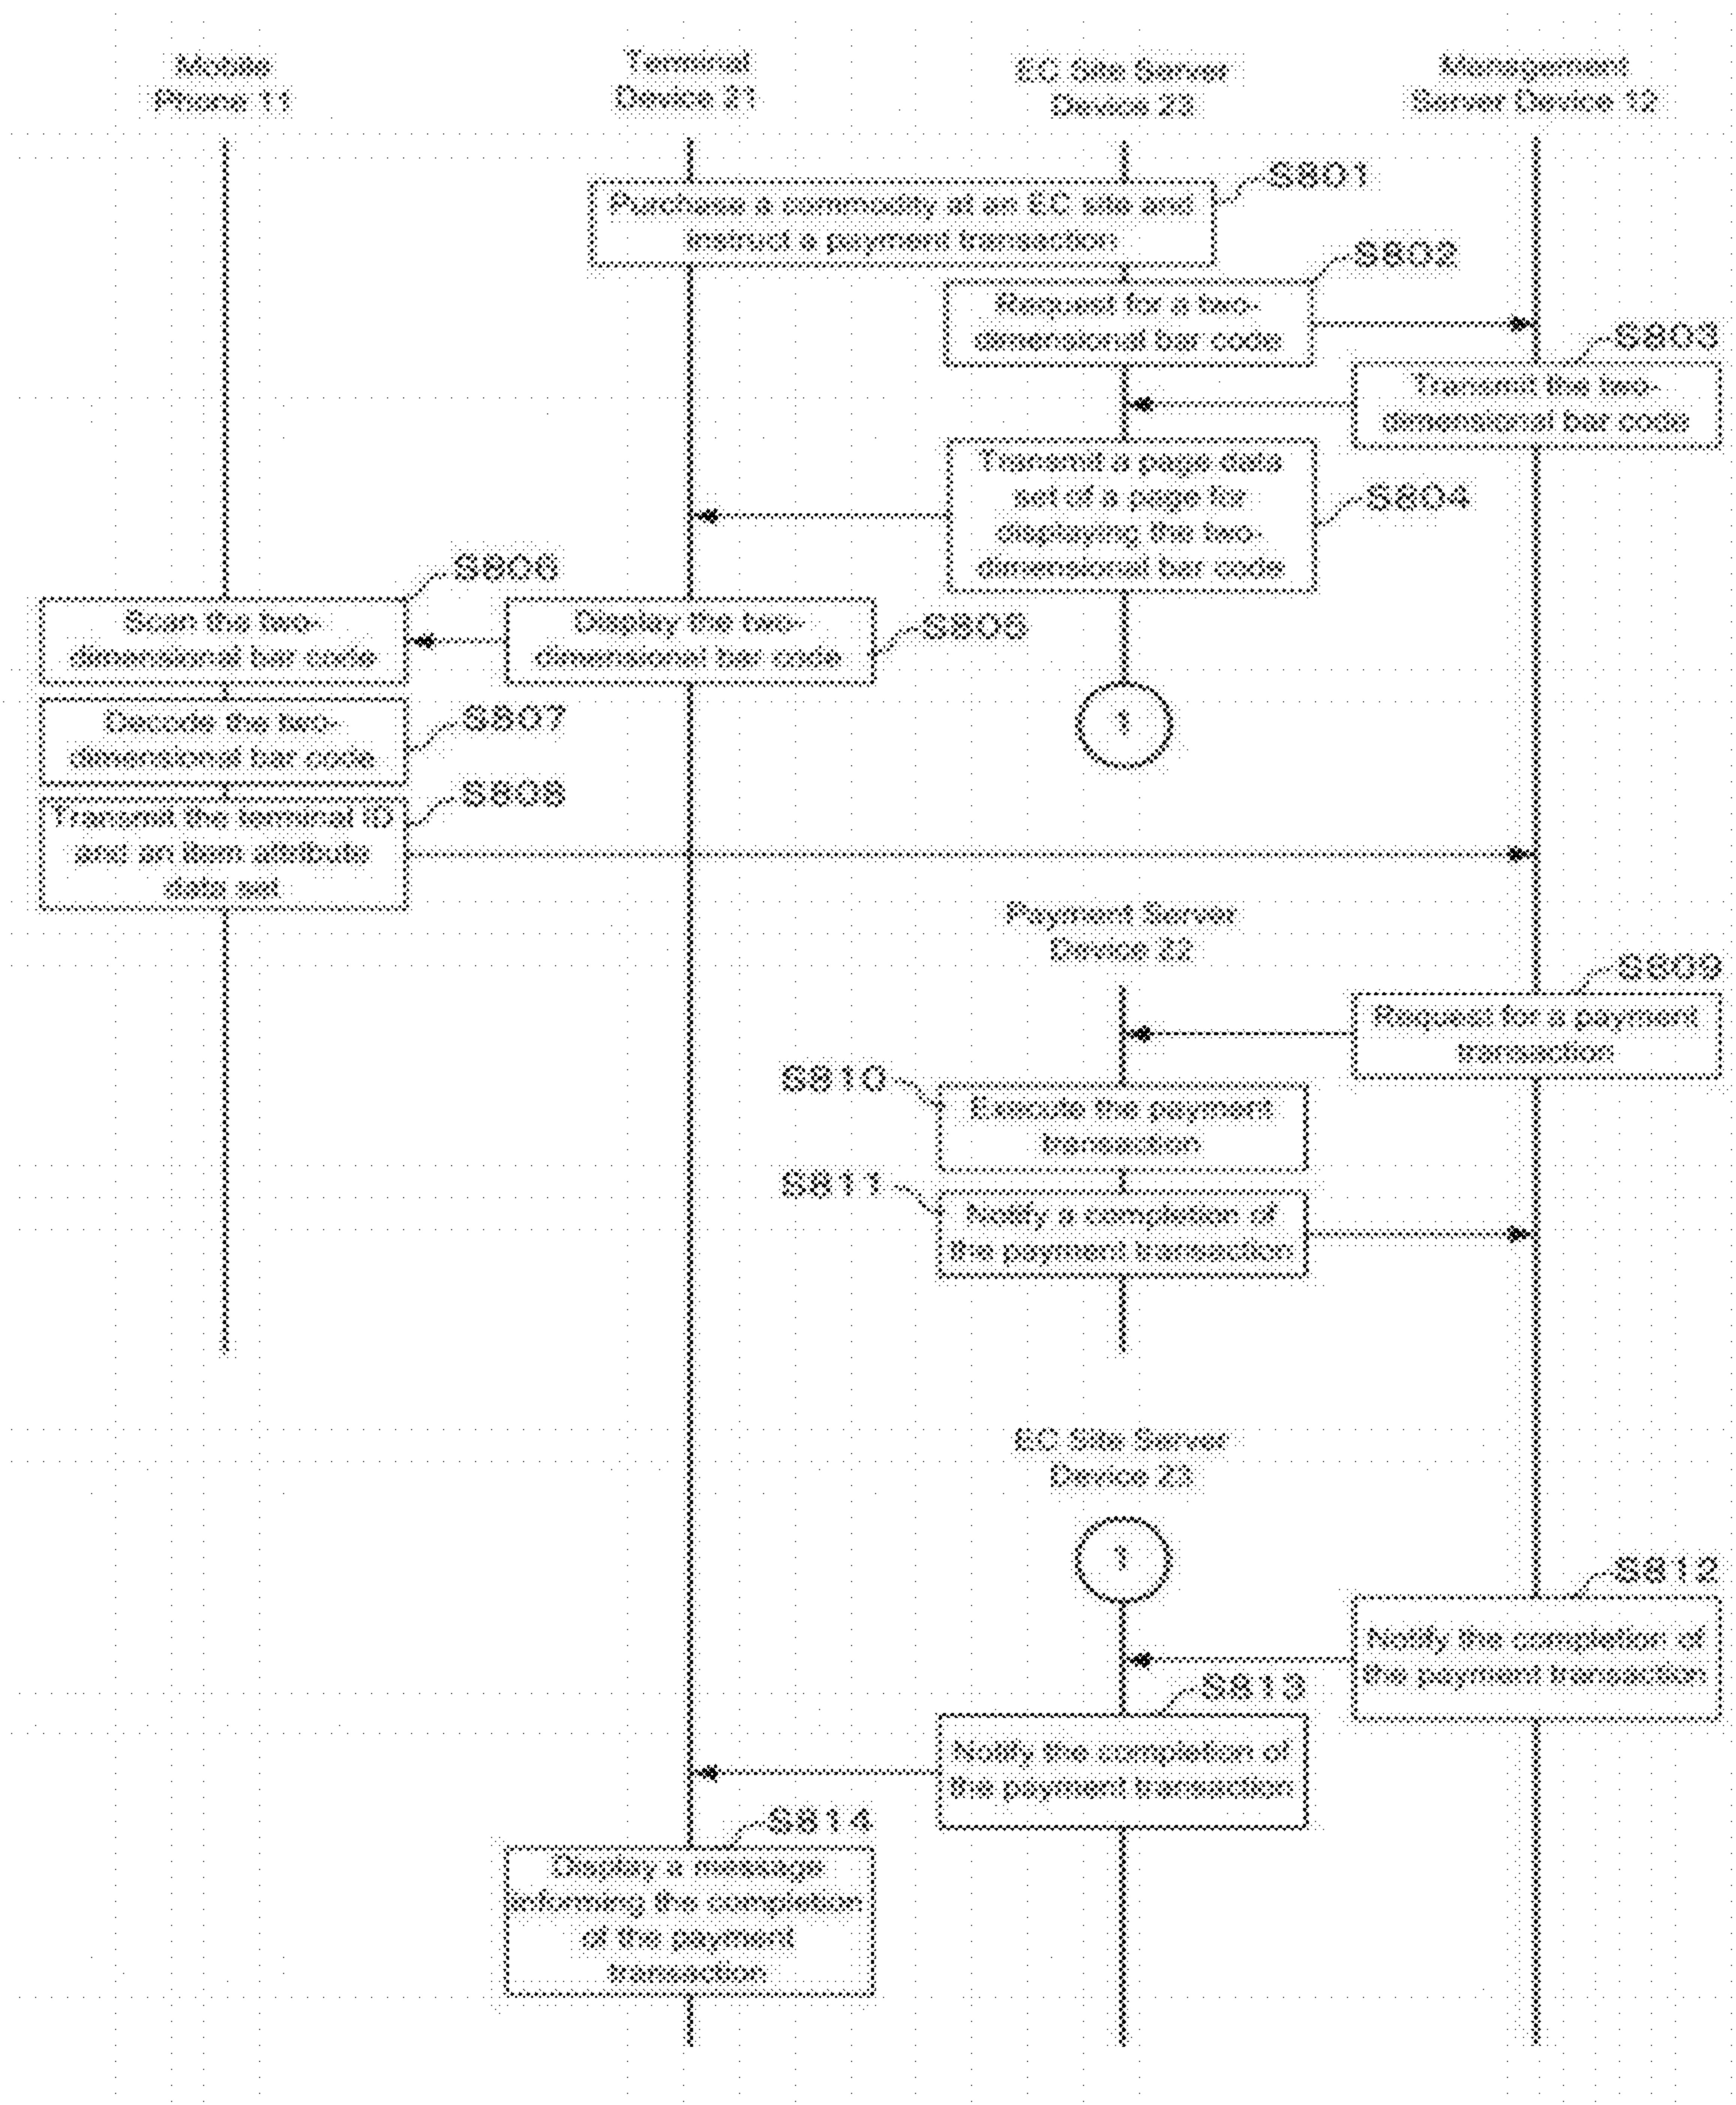 Mobile
Phone 11
Terminal
Device 21
EC Site Server
Device 23
Management
Server Device 12
S801
Purchase a commodity at an EC site and
instruct a payment transaction
S802
Request for a two-
dimensional bar code
S803
Transmit the two-
dimensional bar code
Transmit a page data
set of a page for
displaying the two-
dimensional bar code
S804
S806
Scan the two-
dimensional bar code
Display the two-
dimensional bar code
S805
1
Decode the two-
dimensional bar code
S807
S808
Transmit the terminal ID
and an item attribute
data set
Payment Server
Device 22
S809
Request for a payment
transaction
S810
Execute the payment
transaction
S811
Notify a completion of
the payment transaction
EC Site Server
Device 23
1
S812
Notify the completion of
the payment transaction
S813
Notify the completion of
the payment transaction
S814
Display a message
informing the completion
of the payment
transaction